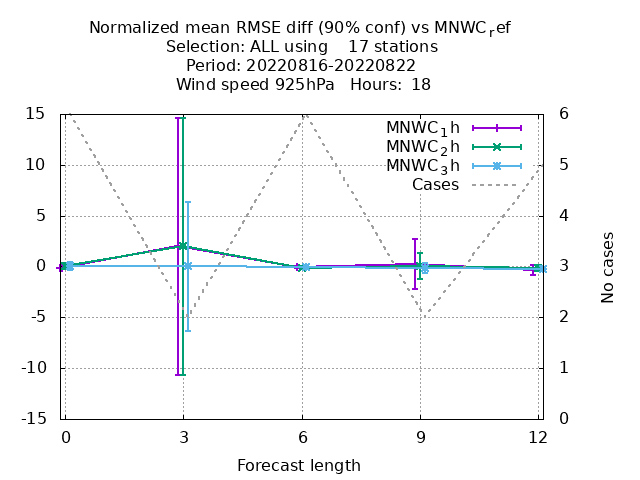 Normalized mean RMSE diff (90% conf) vs MNWC_ref
Selection: ALL using    17 stations
Period: 20220816-20220822
Wind speed 925hPa   Hours:  18
MNWC_1h
MNWC_2h
MNWC_3h
Cases
15
10
5
0
-5
-10
-15
6
5
4
3
2
1
0
No cases
0 3 6 9 12
Forecast length